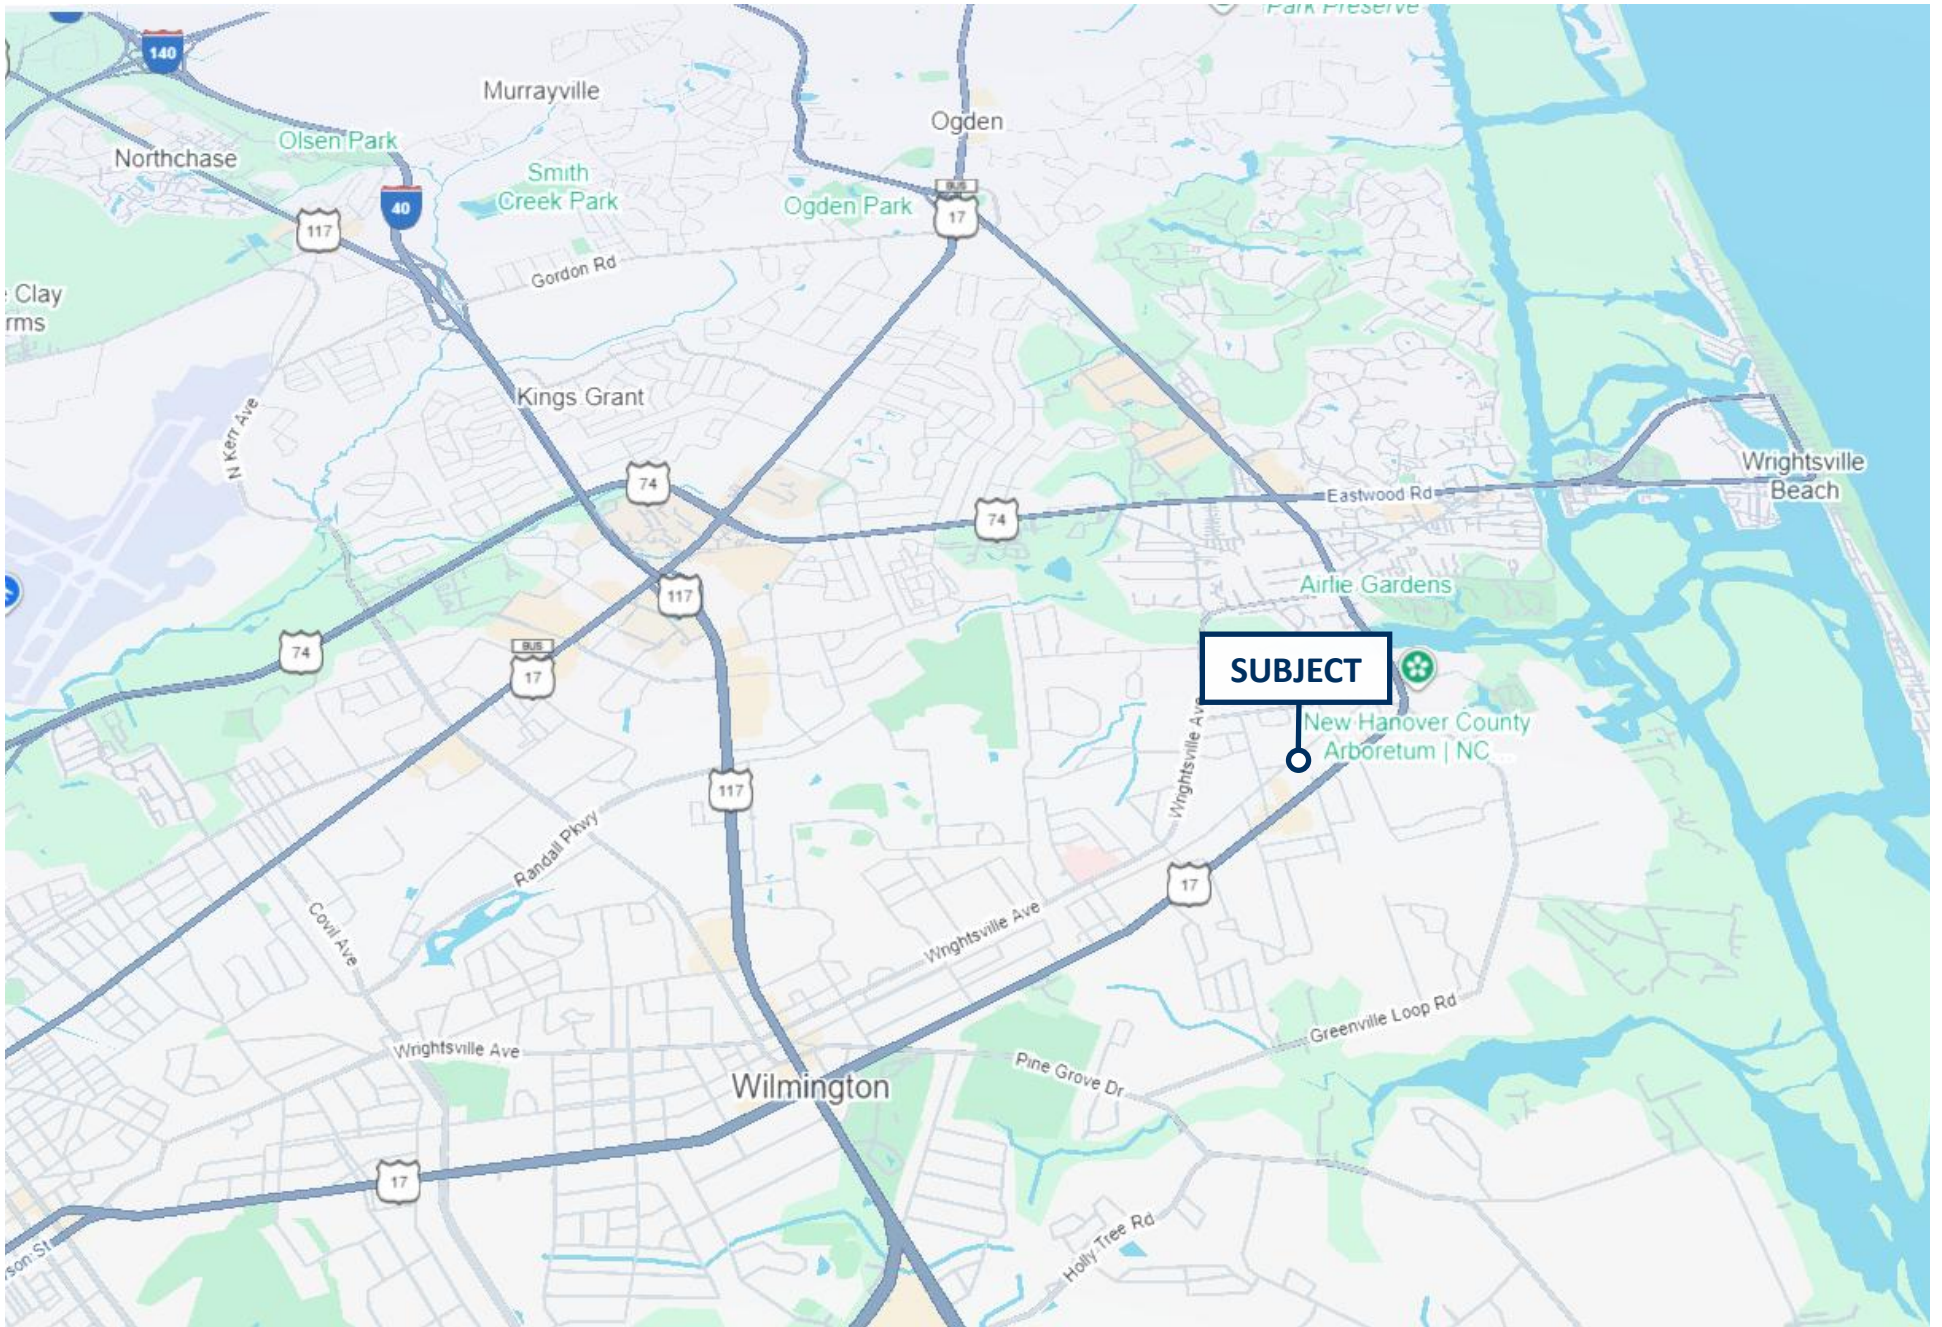 Park Preserve
140
Murrayville
Ogden
Olsen Park
Northchase
Smith
Creek Park
40
BUS
17
Ogden Park
117
Gordon Rd
Clay
rms
Kings Grant
N Kerr Ave
Wrightsville
Beach
74
Eastwood Rd
74
Airlie Gardens
117
74
BUS
17
SUBJECT
New Hanover County
Arboretum | NC
Wrightsville Ave
117
Randall Pkwy
17
Covil Ave
Wrightsville Ave
Greenville Loop Rd
Wrightsville Ave
Pine Grove Dr
Wilmington
17
Holly Tree Rd
son St